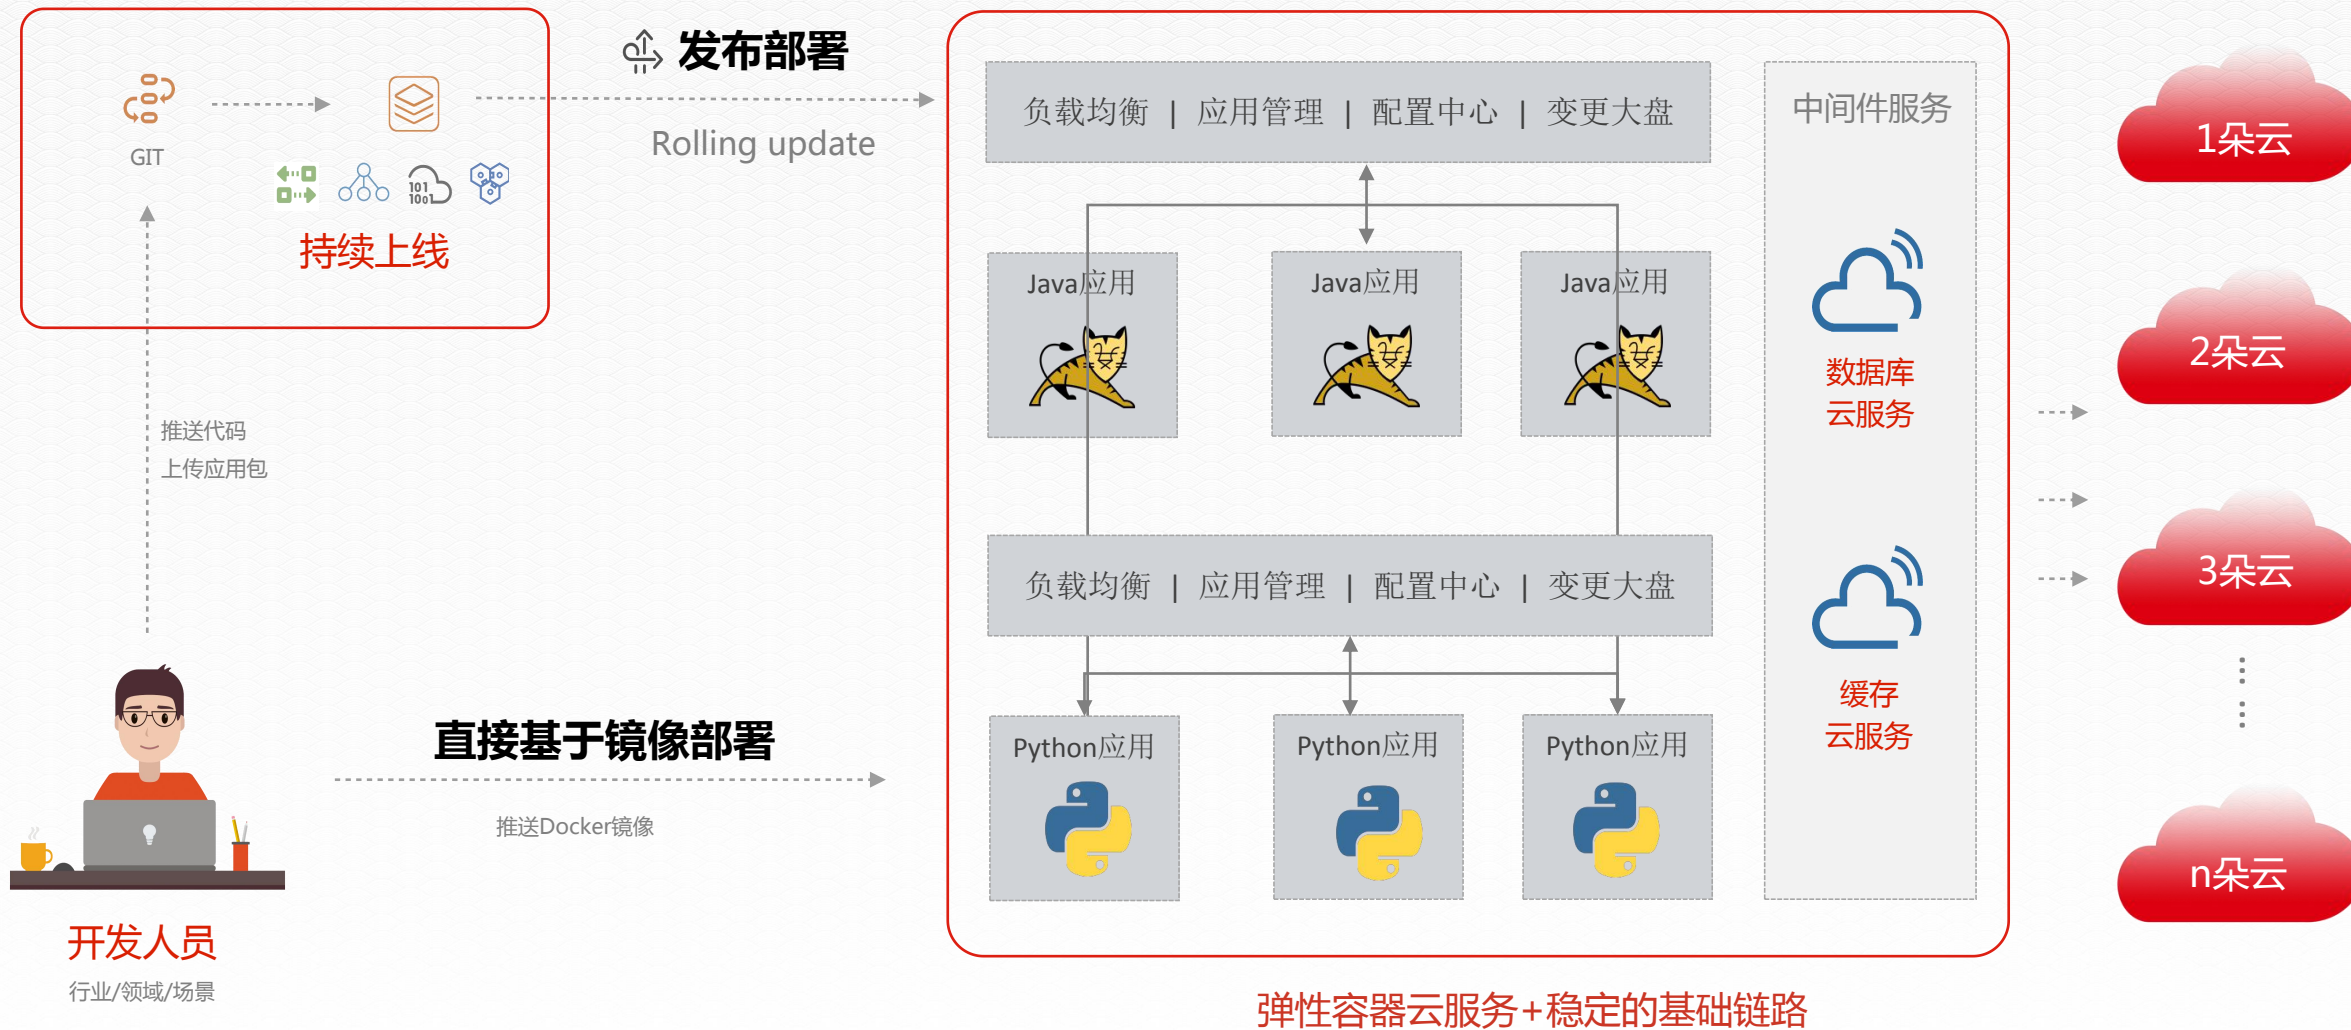 GIT
101
1001
持续上线
发布部署
Rolling update
推送代码
上传应用包
开发人员
行业/领域/场景
直接基于镜像部署
推送Docker镜像
负载均衡 | 应用管理 | 配置中心 | 变更大盘
Java应用
Java应用
Java应用
负载均衡 | 应用管理 | 配置中心 | 变更大盘
Python应用
Python应用
Python应用
中间件服务
数据库
云服务
缓存
云服务
弹性容器云服务+稳定的基础链路
1朵云
2朵云
3朵云
n朵云